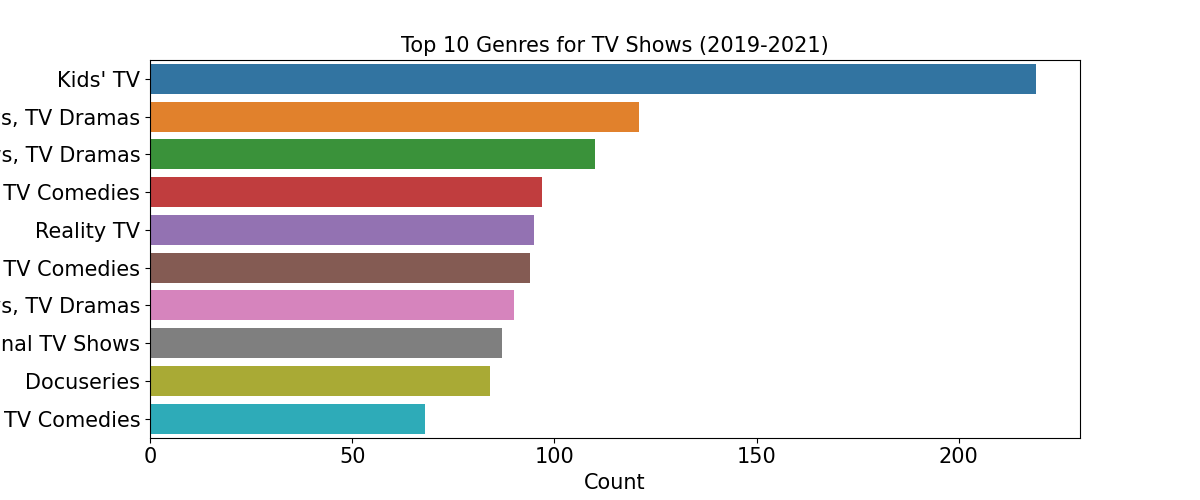 Top 10 Genres for TV Shows (2019-2021)
Kids' TV
s, TV Dramas
s, TV Dramas
TV Comedies
Reality TV
TV Comedies
s, TV Dramas
nal TV Shows
Docuseries
TV Comedies
0 50 100 150 200
Count